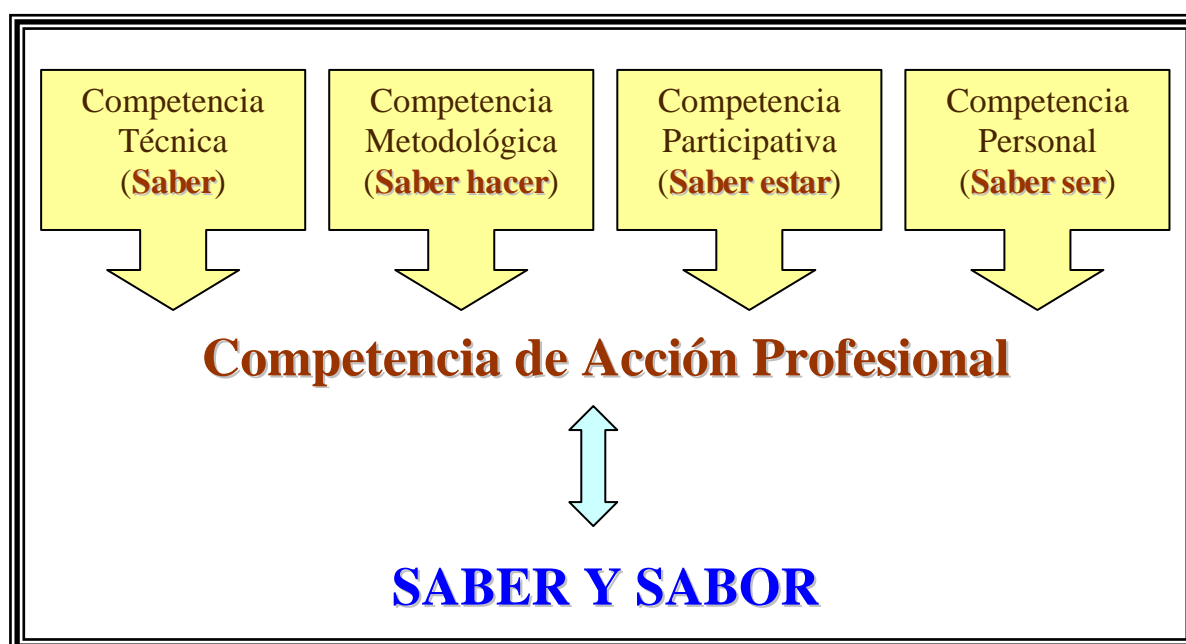 Competencia
Técnica
(Saber)
Competencia
Metodológica
(Saber hacer)
Competencia
Participativa
(Saber estar)
Competencia
Personal
(Saber ser)
Competencia de Acción Profesional
SABER Y SABOR